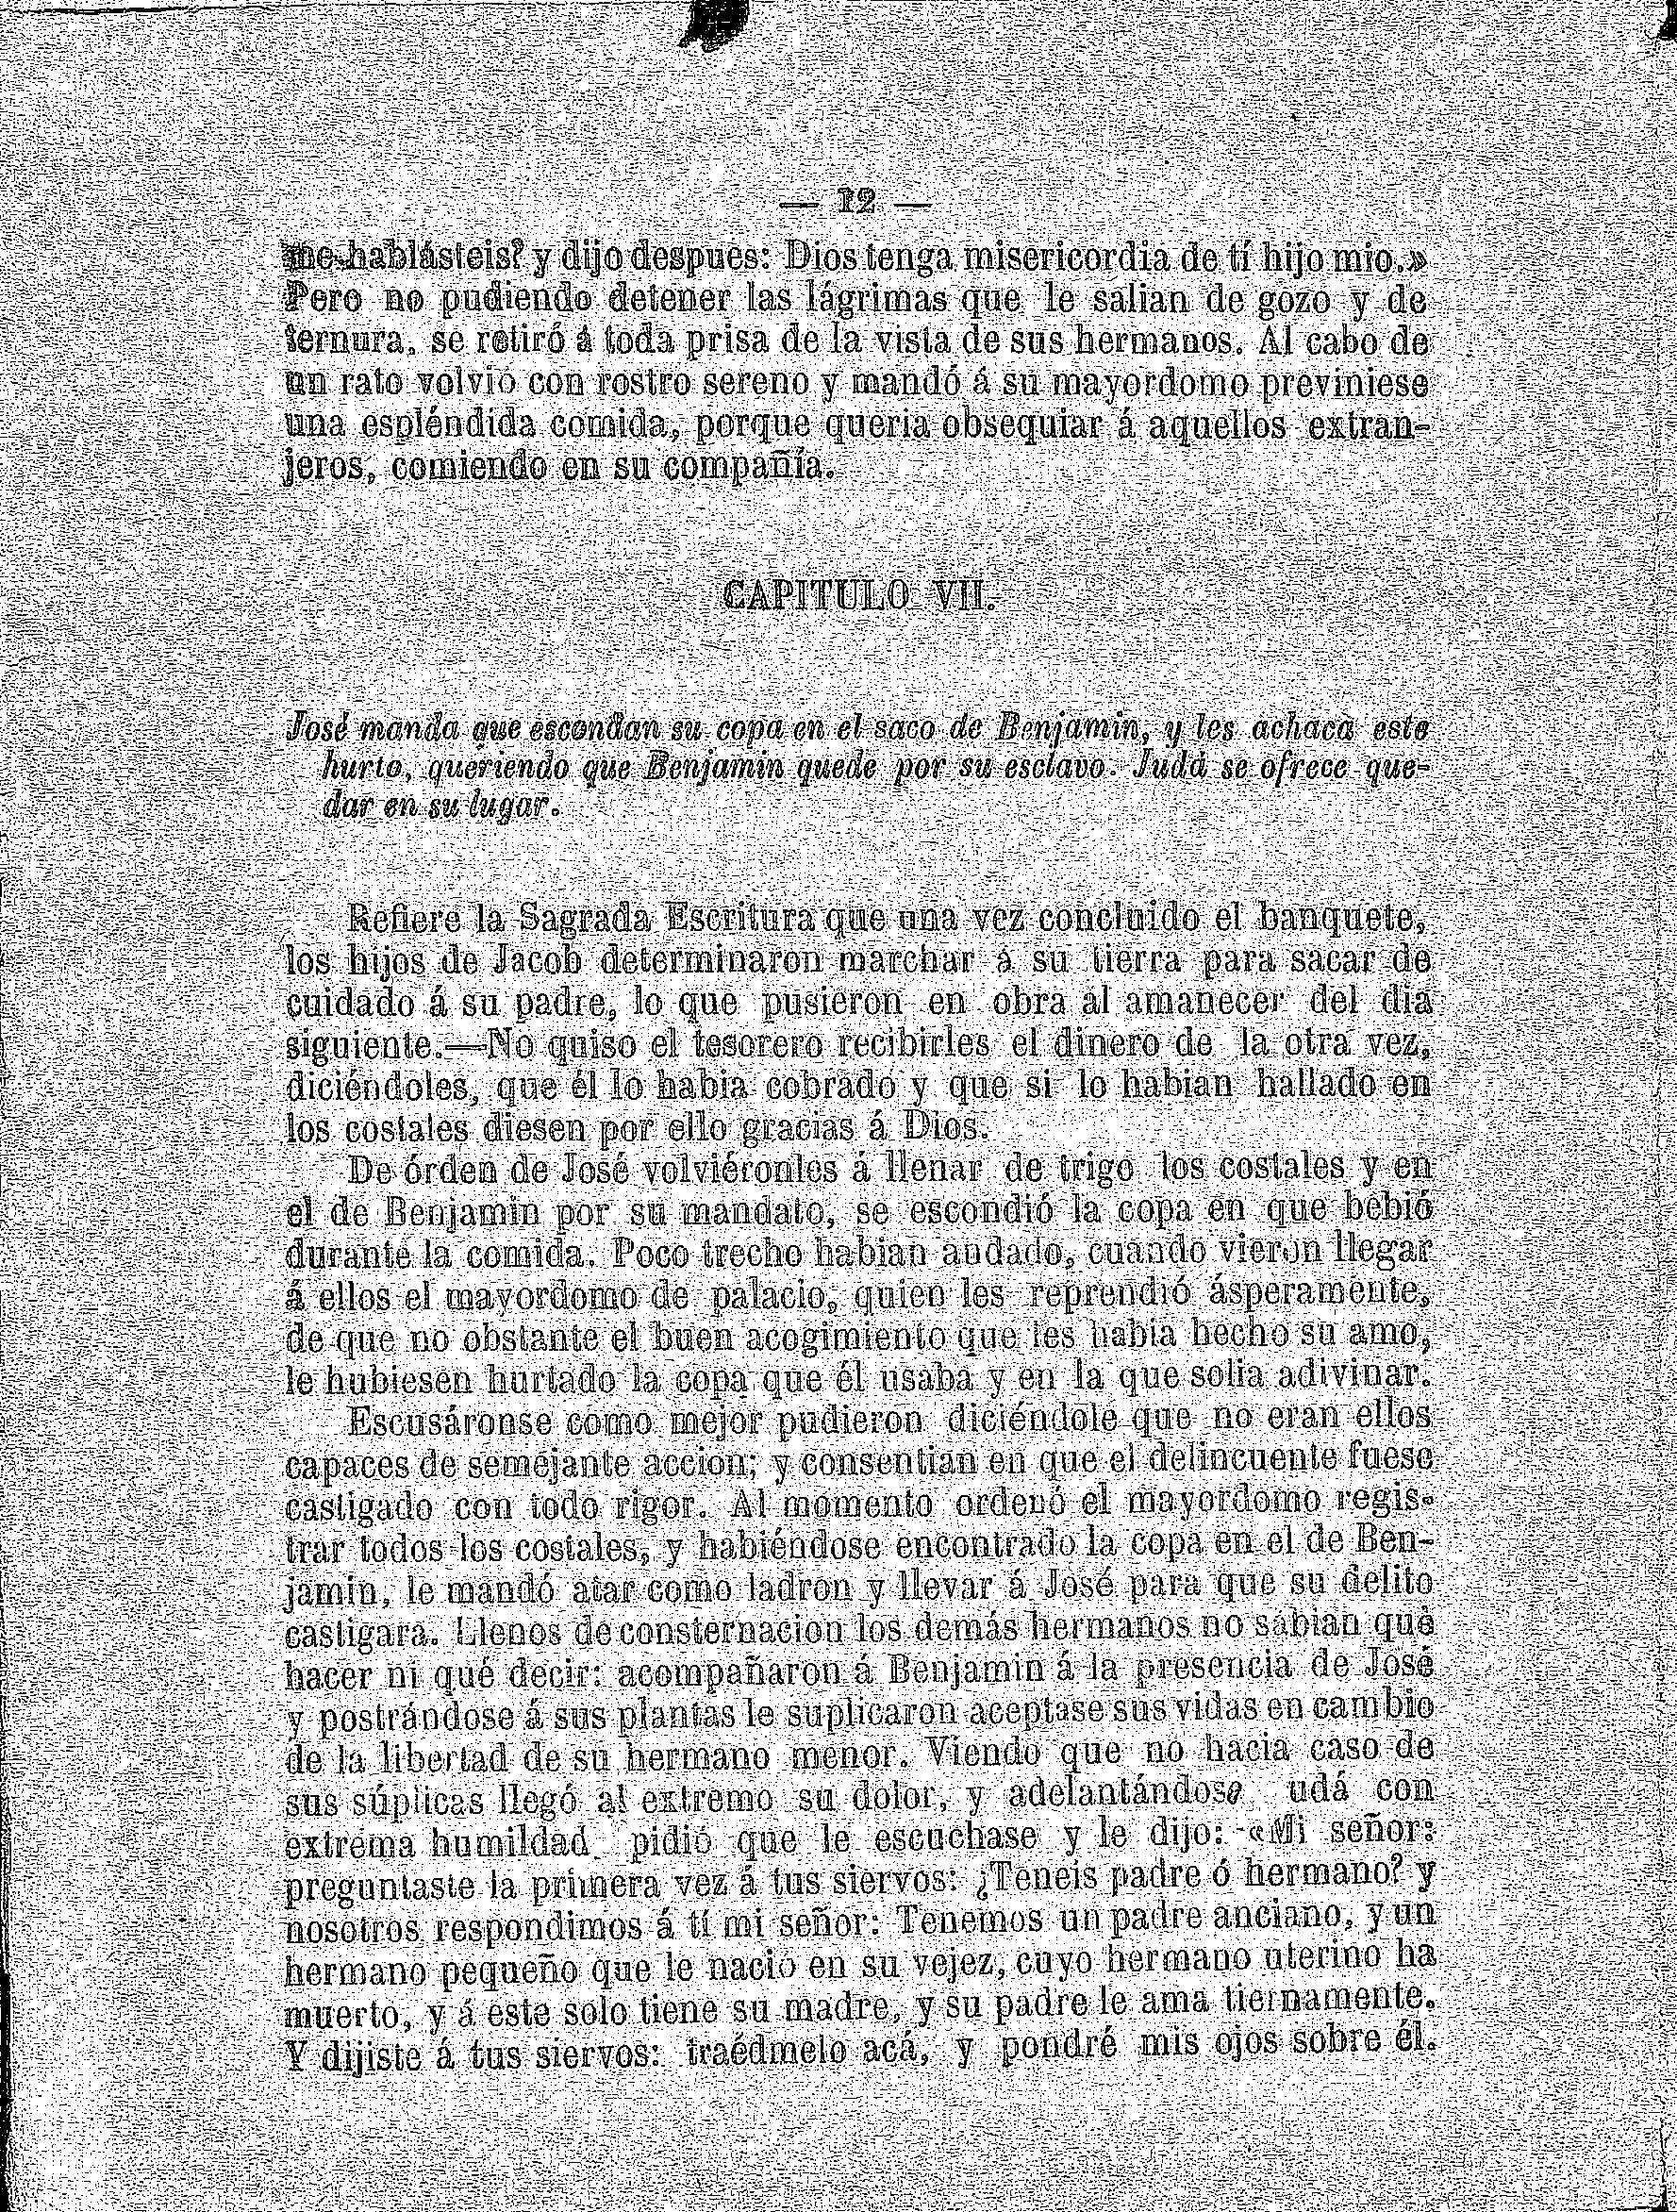 — 12 —
me hablásteis? y dijo despues: Dios tenga misericordia de tí hijo mio.»
Pero no pudiendo detener las lágrimas que le salian de gozo y de
ternura, se retiró á toda prisa de la vista de sus hermanos. Al cabo de
un rato volvió con rostro sereno y mandó á su mayordomo previniese
una espléndida comida, porque queria obsequiar á aquellos extran-
jeros, comiendo en su compañía.
CAPITULO VII.
José manda que escondan su copa en el saco de Benjamin, y les achaca este
hurto, queriendo que Benjamin quede por su esclavo. Judá se ofrece que-
dar en su lugar.
Refiere la Sagrada Escritura que una vez concluido el banquete,
los hijos de Jacob determinaron marchar á su tierra para sacar de
cuidado á su padre, lo que pusieron en obra al amanecer del dia
siguiente.—No quiso el tesorero recibirles el dinero de la otra vez,
diciéndoles, que él lo habia cobrado y que si lo habian hallado en
los costales diesen por ello gracias á Dios.
De órden de José volviéronles á llenar de trigo los costales y en
el de Benjamin por su mandato, se escondió la copa en que bebió
durante la comida. Poco trecho habian andado, cuando vieron llegar
á ellos el mayordomo de palacio, quien les reprendió ásperamente,
de que no obstante el buen acogimiento que les habia hecho su amo,
le hubiesen hurtado la copa que él usaba y en la que solia adivinar.
Escusáronse como mejor pudieron diciéndole que no eran ellos
capaces de semejante accion; y consentian en que el delincuente fuese
castigado con todo rigor. Al momento ordenó el mayordomo regis-
trar todos los costales, y habiéndose encontrado la copa en el de Ben-
jamin, le mandó atar como ladron y llevar á José para que su delito
castigara. Llenos de consternacion los demás hermanos no sabian qué
hacer ni qué decir: acompañaron á Benjamin á la presencia de José
y postrándose á sus plantas le suplicaron aceptase sus vidas en cambio
de la libertad de su hermano menor. Viendo que no hacia caso de
sus súplicas llegó al extremo su dolor, y adelantándose udá con
extrema humildad pidió que le escuchase y le dijo: «Mi señor:
preguntaste la primera vez á tus siervos: ¿Teneis padre ó hermano? y
nosotros respondimos á tí mi señor: Tenemos un padre anciano, y un
hermano pequeño que le nació en su vejez, cuyo hermano uterino ha
muerto, y á este solo tiene su madre, y su padre le ama tiernamente.
Y dijiste á tus siervos: traédmelo acá, y pondré mis ojos sobre él.